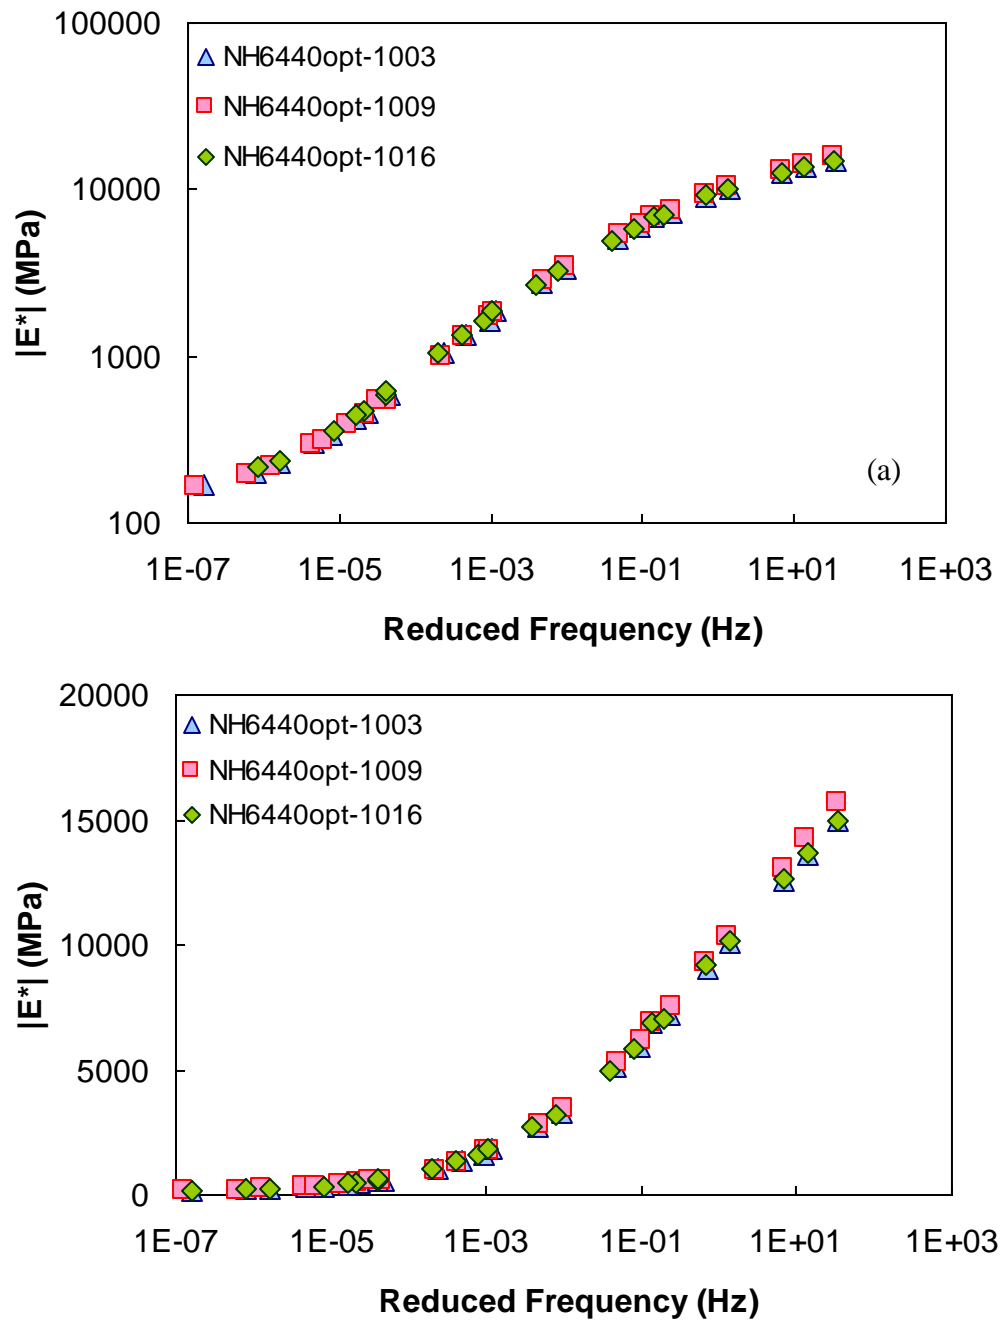 100000
NH6440opt-1003
NH6440opt-1009
NH6440opt-1016
10000
|E*| (MPa)
1000
(a)
100
1E-07 1E-05 1E-03 1E-01 1E+01 1E+03
Reduced Frequency (Hz)
20000
NH6440opt-1003
NH6440opt-1009
NH6440opt-1016
15000
|E*| (MPa)
10000
5000
0
1E-07 1E-05 1E-03 1E-01 1E+01 1E+03
Reduced Frequency (Hz)